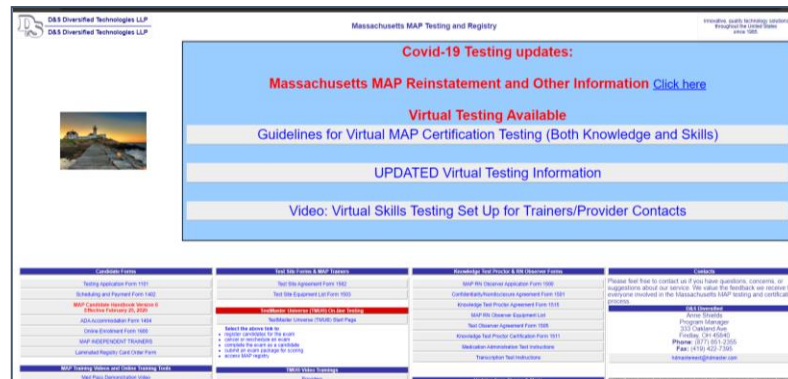 D&S Diversified Technologies LLP
D&S Diversified Technologies LLP
Massachusetts MAP Testing and Registry
Innovative, quality technology solutions
throughout the United States
since 1985.
Covid-19 Testing updates:
Massachusetts MAP Reinstatement and Other Information Click here
Virtual Testing Available
Guidelines for Virtual MAP Certification Testing (Both Knowledge and Skills)
UPDATED Virtual Testing Information
Video: Virtual Skills Testing Set Up for Trainers/Provider Contacts
Candidate Forms
Testing Application Form 1101
Scheduling and Payment Form 1402
MAP Candidate Handbook Version 6
Effective February 25, 2020
ADA Accommodation Form 1404
Online Enrollment Form
MAP INDEPENDENT TRAINERS
Laminated Registry Card Order Form
MAP Training Videos and Online Training Tools
Med Pass Demonstration Video
Test Site Forms & MAP Trainers
Test Site Agreement Form 1502
Test Site Equipment List Form 1503
TestMaster Universe (TMU©) On-line Testing
TestMaster Universe (TMU©) Start Page
Select the above link to
register candidates for the exam
cancel or reschedule an exam
complete the exam as a candidate
submit an exam package for scoring
access MAP registry
TMU© Video Trainings
Knowledge Test Proctor & RN Observer Forms
MAP RN Observer Application Form 1500
Confidentiality/Nondisclosure Agreement Form 1501
Knowledge Test Proctor Agreement Form 1510
MAP RN Observer Equipment List
Test Observer Agreement Form 1505
Knowledge Test Proctor Certification Form 1511
Medication Administration Test Instructions
Transcription Test Instructions
Contacts
Please feel free to contact us if you have questions, concerns, or
suggestions about our service. We value the feedback we receive
everyone involved in the Massachusetts MAP testing and
process.
D&S Diversified
Anne Shields
Program Manager
333 Oakland Ave.
Findlay, OH 45840
Phone: (877) 851-2355
Fax: (419) 422-7395
hdmasterest@hdmaster.com